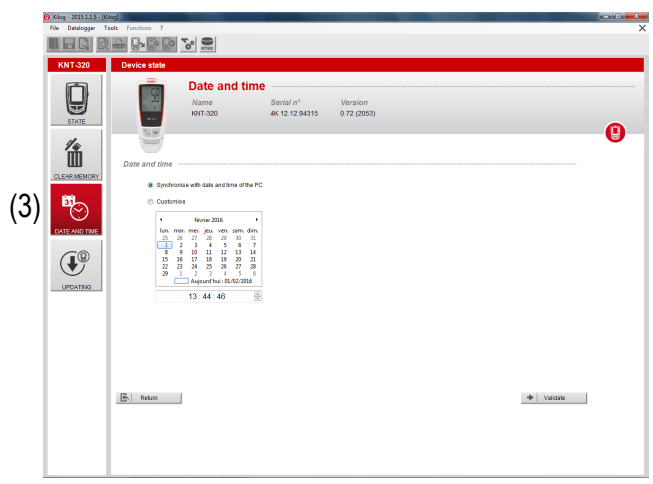 Kilog - 2015.1.1.5 - [Kilog]
File Datalogger Tools Functions ?
KNT-320
Device state
STATE
CLEAR MEMORY
(3)
DATE AND TIME
UPDATING
Date and time
Name Serial n° Version
KNT-320 4K 12.12.94315 0.72 (2053)
Date and time
Synchronise with date and time of the PC
Customise
février 2016
lun. mar. mer. jeu. ven. sam. dim.
25 26 27 28 29 30 31
1 2 3 4 5 6 7
8 9 10 11 12 13 14
15 16 17 18 19 20 21
22 23 24 25 26 27 28
29 1 2 3 4 5 6
Aujourd'hui : 01/02/2016
13 : 44 : 46
Return
Validate